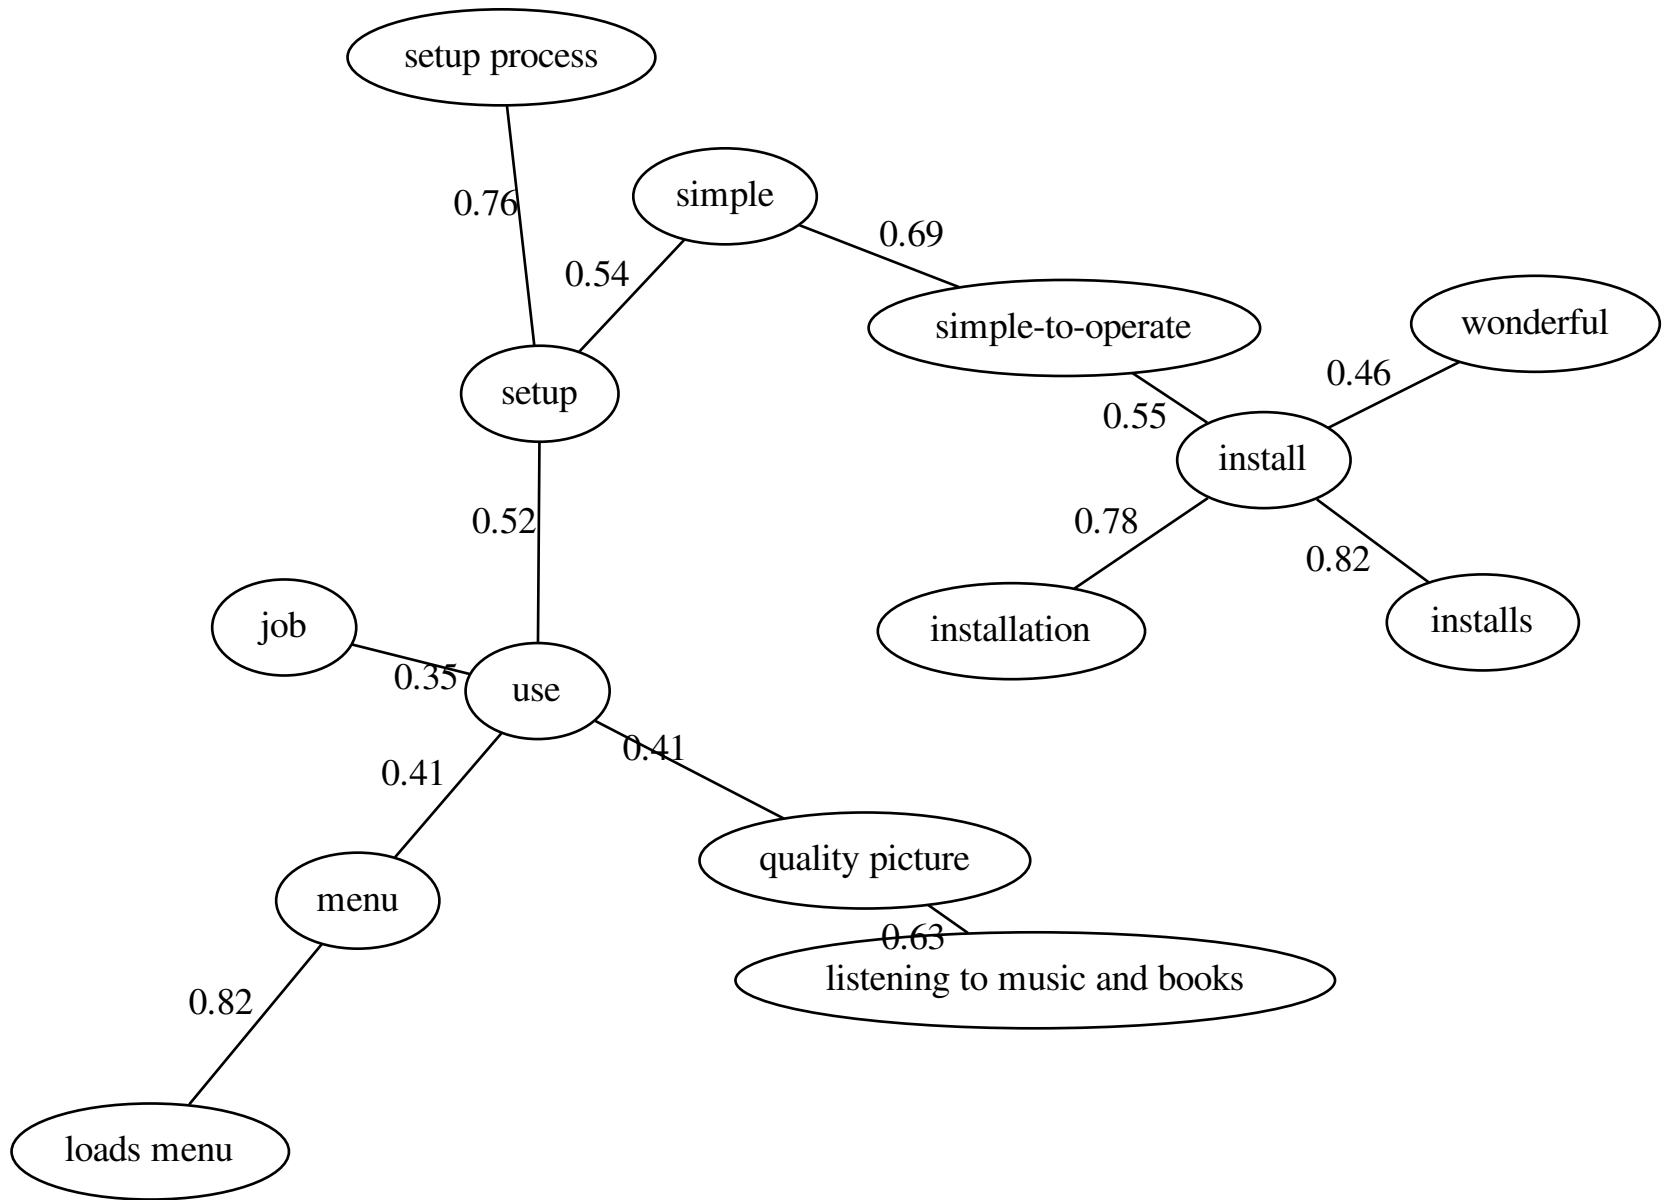 setup process
0.76
simple
0.69
0.54
simple-to-operate
wonderful
0.46
setup
0.55
install
0.52
0.78
0.82
job
installation
installs
0.35
use
0.41
0.41
quality picture
menu
0.63
listening to music and books
0.82
loads menu